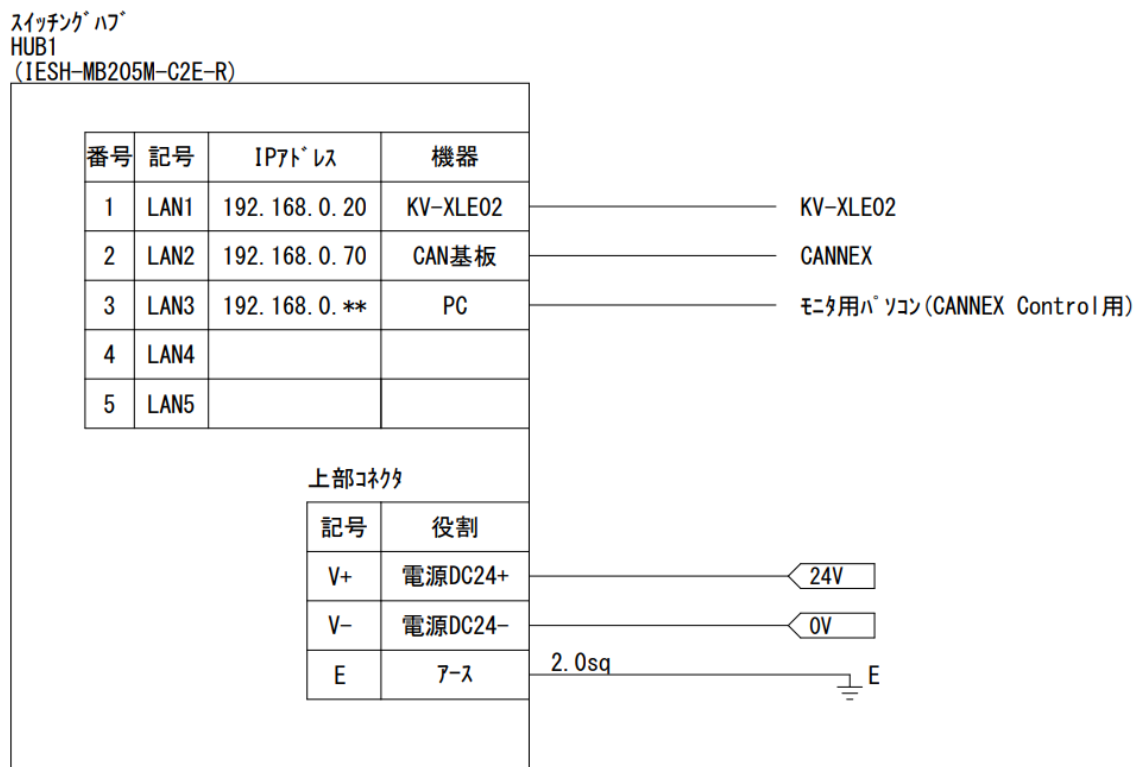 ｽｲｯﾁﾝｸﾞﾊﾌﾞ
HUB1
(IESH-MB205M-C2E-R)
番号 記号 IPｱﾄﾞﾚｽ 機器
1 LAN1 192.168.0.20 KV-XLE02 KV-XLE02
2 LAN2 192.168.0.70 CAN基板 CANNEX
3 LAN3 192.168.0.** PC ﾓﾆﾀ用ﾊﾟｿｺﾝ(CANNEX Control用)
4 LAN4
5 LAN5
上部ｺﾈｸﾀ
記号 役割
V+ 電源DC24+ 24V
V- 電源DC24- 0V
E ｱｰｽ 2.0sq E